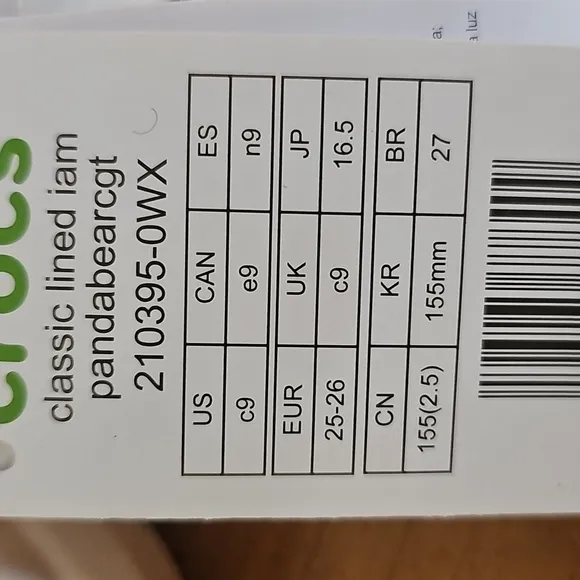 crocs
classic lined iam
pandabearcgt
210395-0WX
US CAN ES
c9 e9 n9
EUR UK JP
25-26 c9 16.5
CN KR BR
155(2.5) 155mm 27
a luz